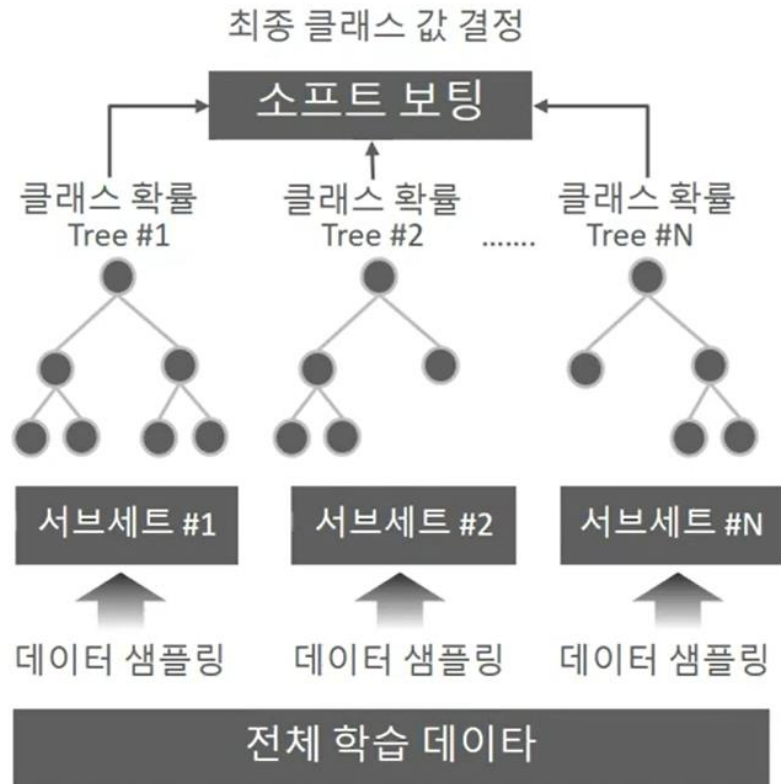 최종 클래스 값 결정
소프트 보팅
클래스 확률 클래스 확률 클래스 확률
Tree #1 Tree #2 ....... Tree #N
서브세트 #1 서브세트 #2 서브세트 #N
데이터 샘플링 데이터 샘플링 데이터 샘플링
전체 학습 데이타